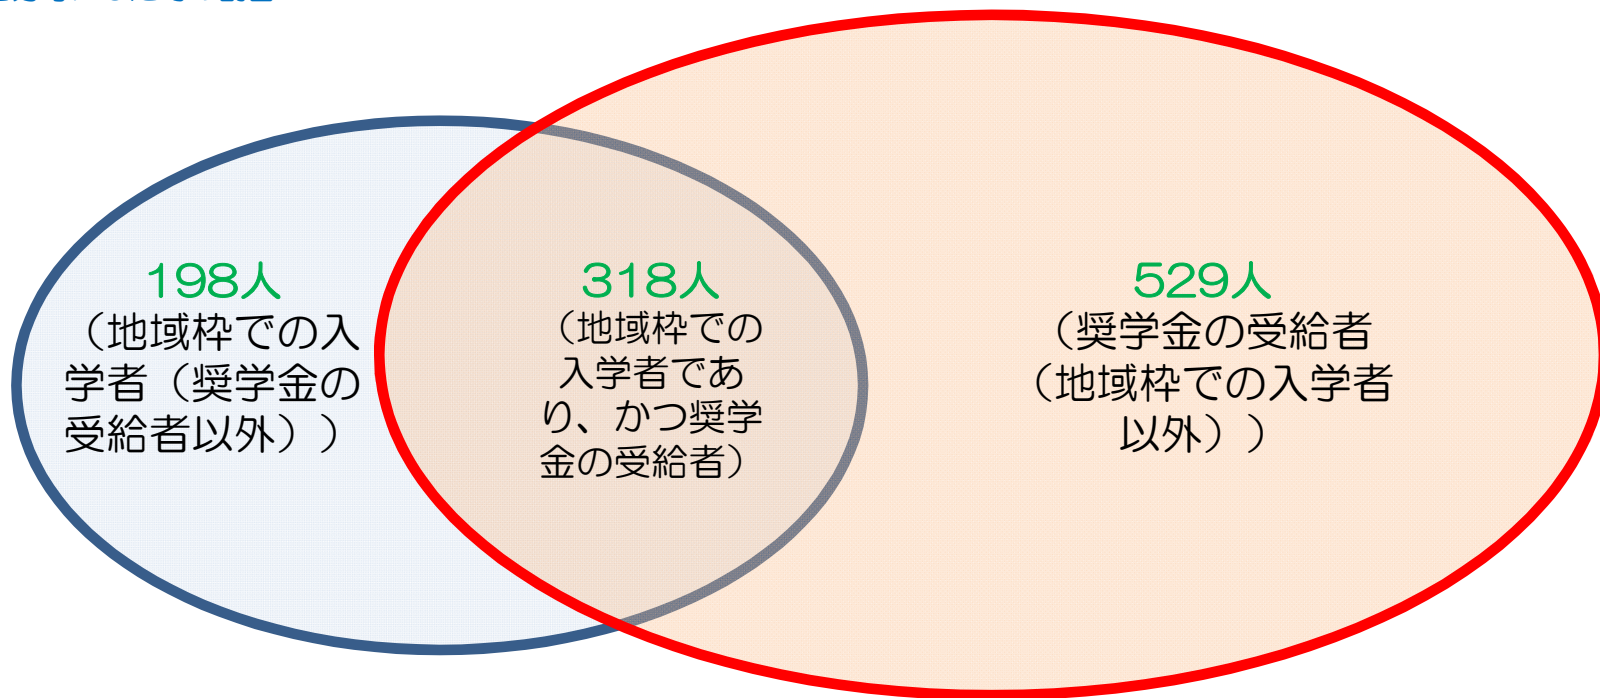 198人
（地域枠での入
学者（奨学金の
受給者以外））
318人
（地域枠での
入学者であ
り、かつ奨学
金の受給者）
529人
（奨学金の受給者
（地域枠での入学者
以外））